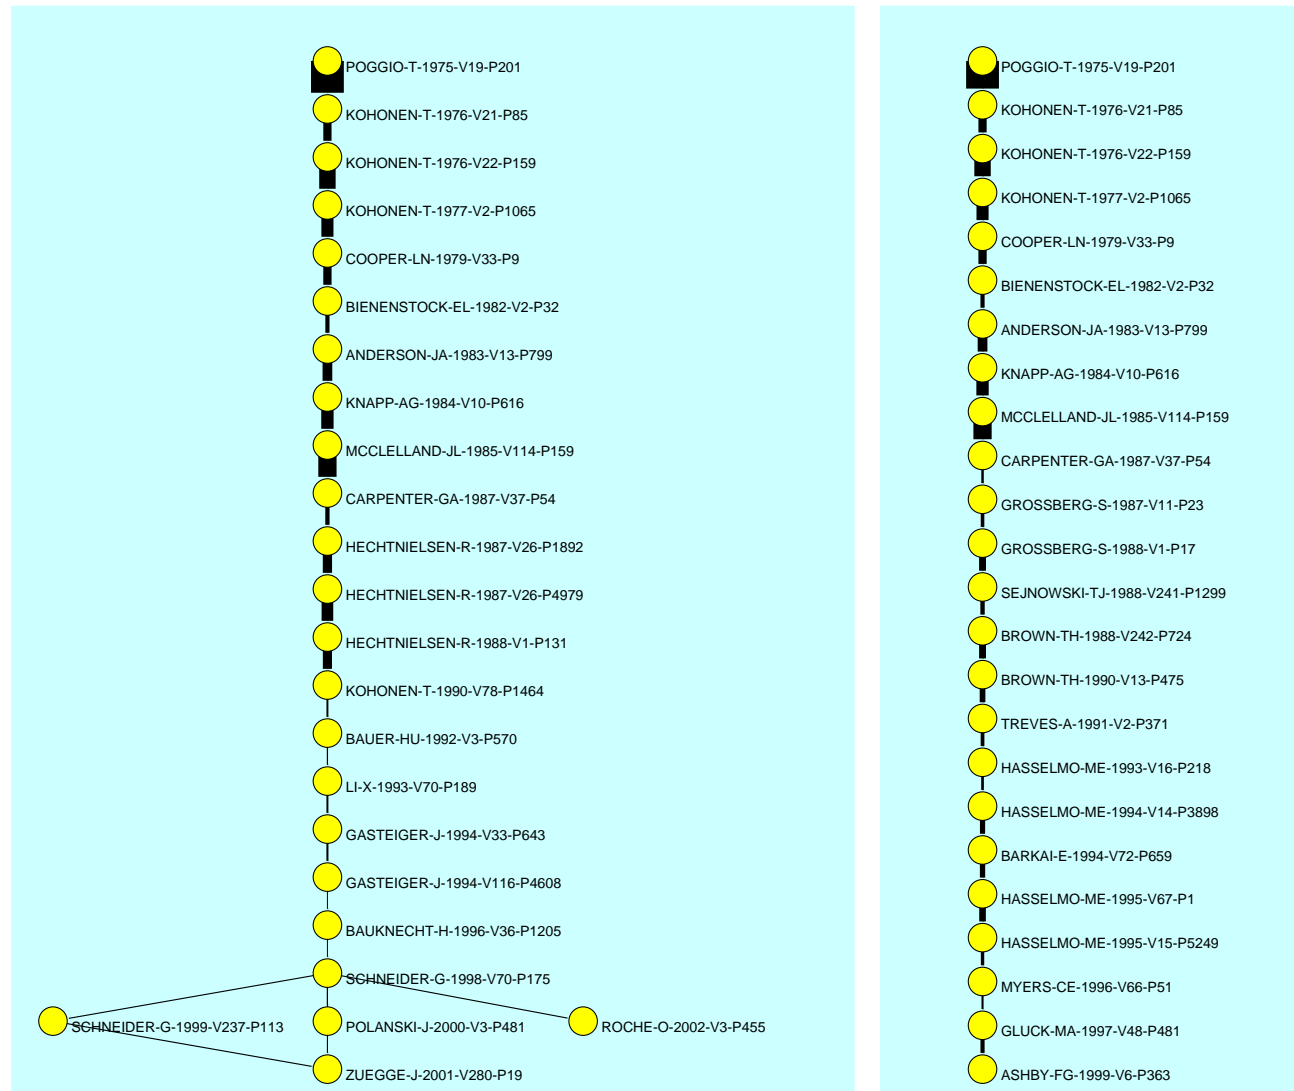 POGGIO-T-1975-V19-P201
KOHONEN-T-1976-V21-P85
KOHONEN-T-1976-V22-P159
KOHONEN-T-1977-V2-P1065
COOPER-LN-1979-V33-P9
BIENENSTOCK-EL-1982-V2-P32
ANDERSON-JA-1983-V13-P799
KNAPP-AG-1984-V10-P616
MCCLELLAND-JL-1985-V114-P159
CARPENTER-GA-1987-V37-P54
HECHTNIELSEN-R-1987-V26-P1892
HECHTNIELSEN-R-1987-V26-P4979
HECHTNIELSEN-R-1988-V1-P131
KOHONEN-T-1990-V78-P1464
BAUER-HU-1992-V3-P570
LI-X-1993-V70-P189
GASTEIGER-J-1994-V33-P643
GASTEIGER-J-1994-V116-P4608
BAUKNECHT-H-1996-V36-P1205
SCHNEIDER-G-1998-V70-P175
SCHNEIDER-G-1999-V237-P113
POLANSKI-J-2000-V3-P481
ROCHE-O-2002-V3-P455
ZUEGGE-J-2001-V280-P19
POGGIO-T-1975-V19-P201
KOHONEN-T-1976-V21-P85
KOHONEN-T-1976-V22-P159
KOHONEN-T-1977-V2-P1065
COOPER-LN-1979-V33-P9
BIENENSTOCK-EL-1982-V2-P32
ANDERSON-JA-1983-V13-P799
KNAPP-AG-1984-V10-P616
MCCLELLAND-JL-1985-V114-P159
CARPENTER-GA-1987-V37-P54
GROSSBERG-S-1987-V11-P23
GROSSBERG-S-1988-V1-P17
SEJNOWSKI-TJ-1988-V241-P1299
BROWN-TH-1988-V242-P724
BROWN-TH-1990-V13-P475
TREVES-A-1991-V2-P371
HASSELMO-ME-1993-V16-P218
HASSELMO-ME-1994-V14-P3898
BARKAI-E-1994-V72-P659
HASSELMO-ME-1995-V67-P1
HASSELMO-ME-1995-V15-P5249
MYERS-CE-1996-V66-P51
GLUCK-MA-1997-V48-P481
ASHBY-FG-1999-V6-P363